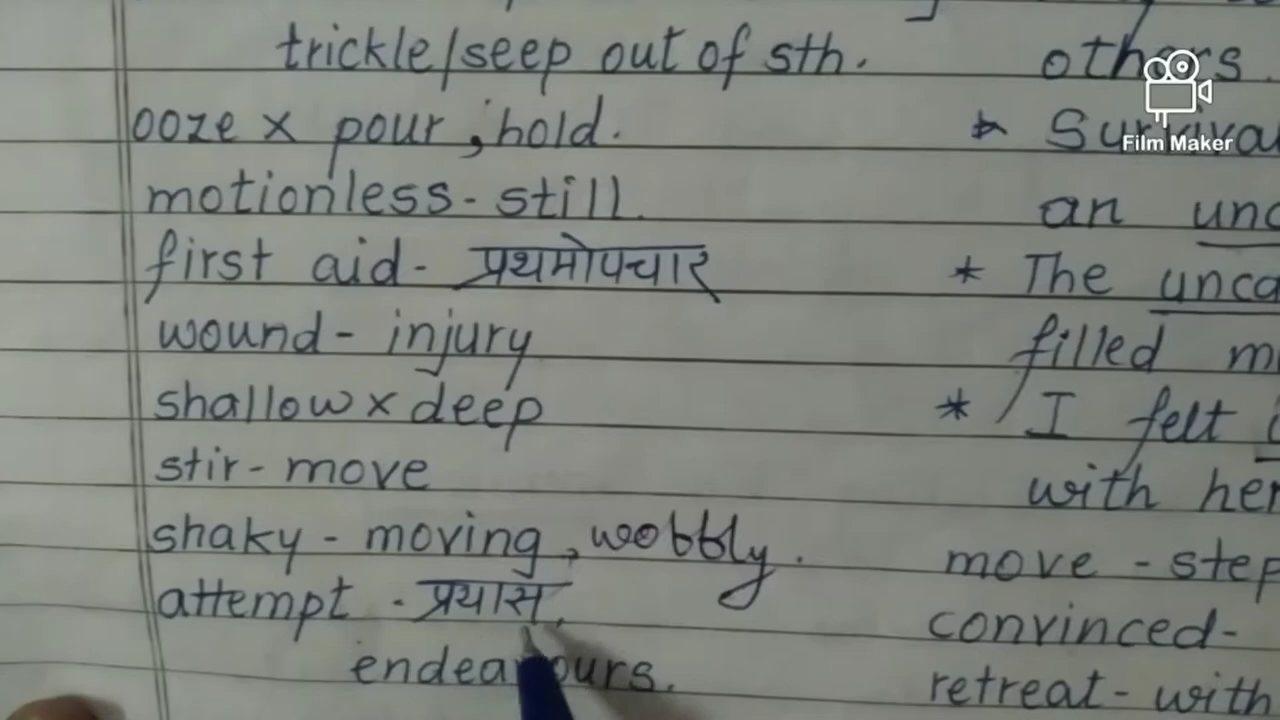 trickle/seep out of sth.
ooze x pour, hold.
motionless - still.
first aid - प्रथमोपचार
wound - injury
shallow x deep
stir - move
shaky - moving, wobbly.
attempt - प्रयास,
endeavours.
others.
* Survival
an
* The
filled
* I felt
with her
move - step
convinced -
retreat - with
Film Maker